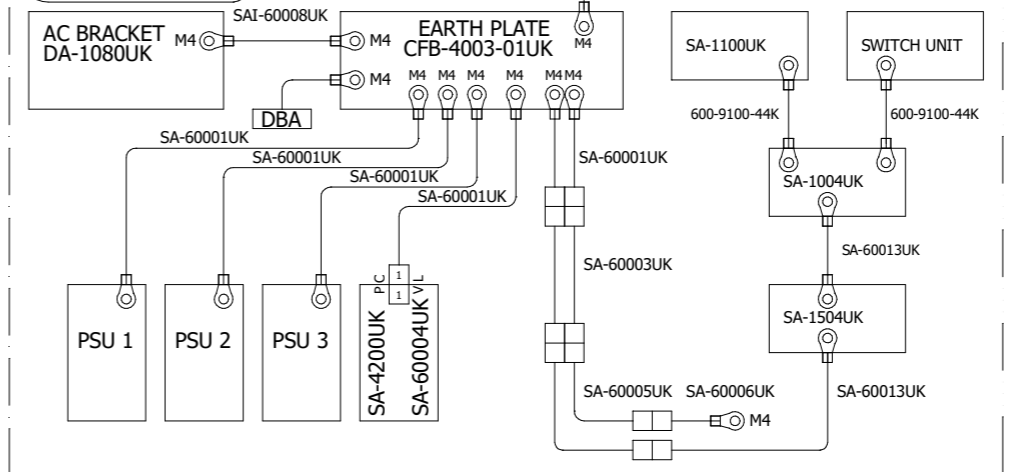 SAI-60008UK
AC BRACKET
DA-1080UK
M4
M4
EARTH PLATE
CFB-4003-01UK
M4
M4
M4
M4
M4
M4
M4
M4
DBA
SA-1100UK
SWITCH UNIT
600-9100-44K
600-9100-44K
SA-60001UK
SA-60001UK
SA-60001UK
SA-60001UK
SA-60001UK
SA-1004UK
SA-60013UK
SA-60003UK
PC
1
1
VL
PSU 1
PSU 2
PSU 3
SA-4200UK
SA-60004UK
SA-1504UK
SA-60005UK
SA-60006UK
SA-60013UK
M4